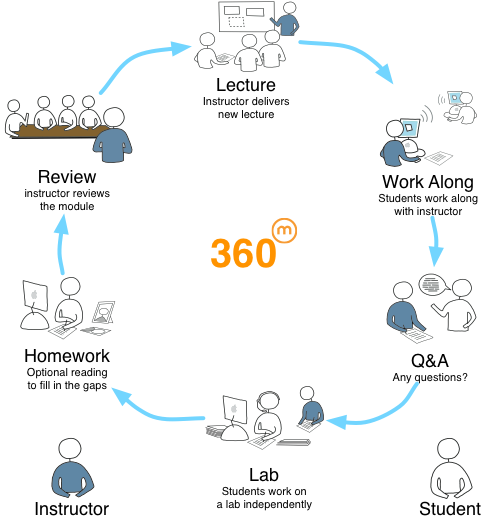 Lecture
Instructor delivers
new lecture
Work Along
Students work along
with instructor
Q&A
Any questions?
Lab
Students work on
a lab independently
Homework
Optional reading
to fill in the gaps
Review
instructor reviews
the module
360
m
Instructor
Student